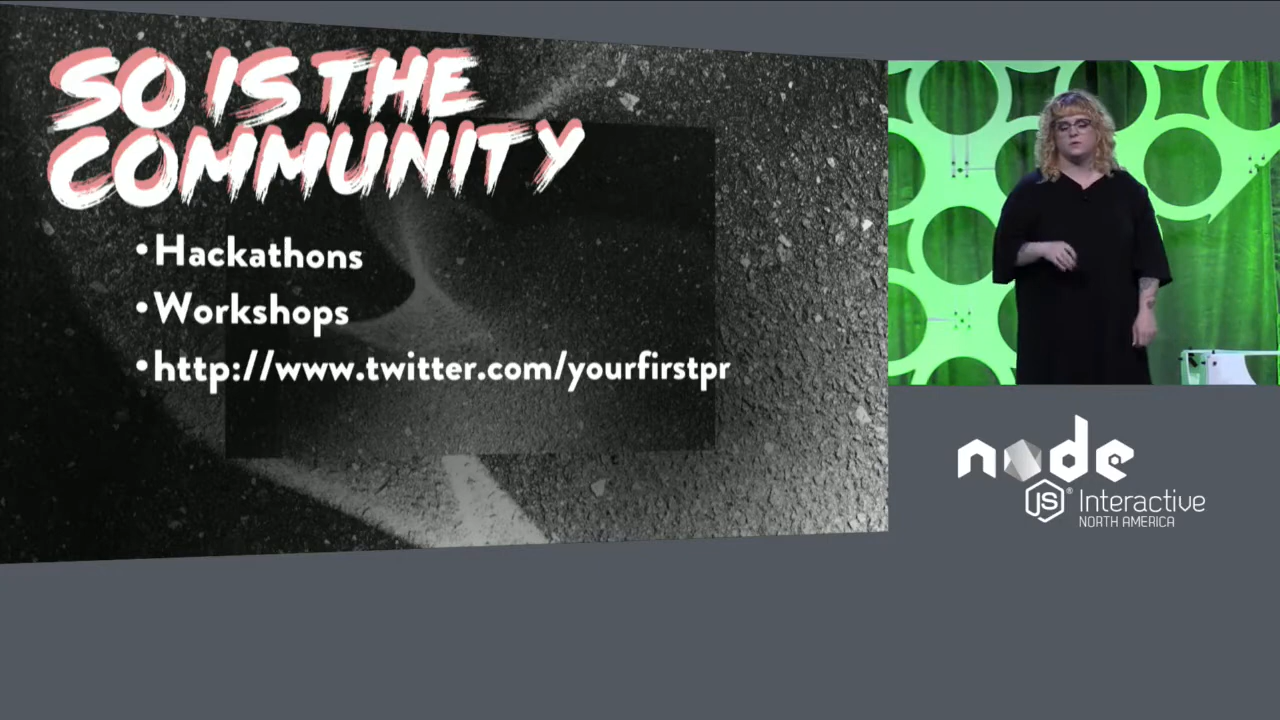 SO IS THE
COMMUNITY
• Hackathons
• Workshops
• http://www.twitter.com/yourfirstpr
node
JS® Interactive
NORTH AMERICA